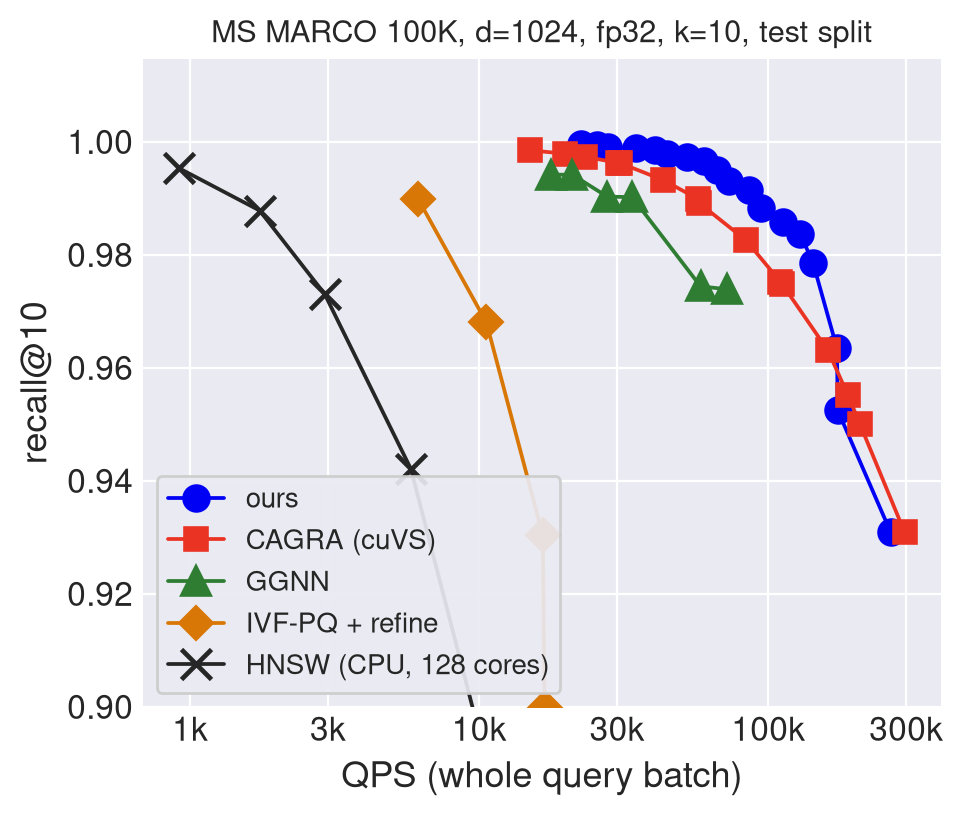 MS MARCO 100K, d=1024, fp32, k=10, test split
recall@10
1.00
0.98
0.96
0.94
0.92
0.90
ours
CAGRA (cuVS)
GGNN
IVF-PQ + refine
HNSW (CPU, 128 cores)
1k 3k 10k 30k 100k 300k
QPS (whole query batch)